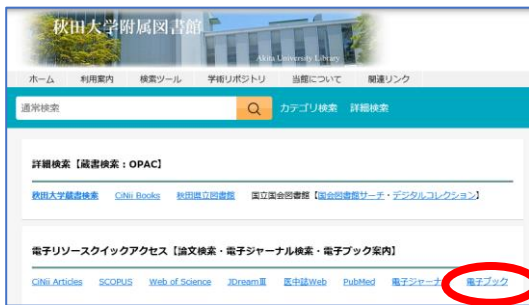 秋田大学附属図書館
Akita University Library
ホーム 利用案内 検索ツール 学術リポジトリ 当館について 関連リンク
通常検索 カテゴリ検索 詳細検索
詳細検索【蔵書検索：OPAC】
秋田大学蔵書検索 CiNii Books 秋田県立図書館 国立国会図書館【国会図書館サーチ・デジタルコレクション】
電子リソースクイックアクセス【論文検索・電子ジャーナル検索・電子ブック案内】
CiNii Articles SCOPUS Web of Science JDreamⅢ 医中誌Web PubMed 電子ジャーナル 電子ブック